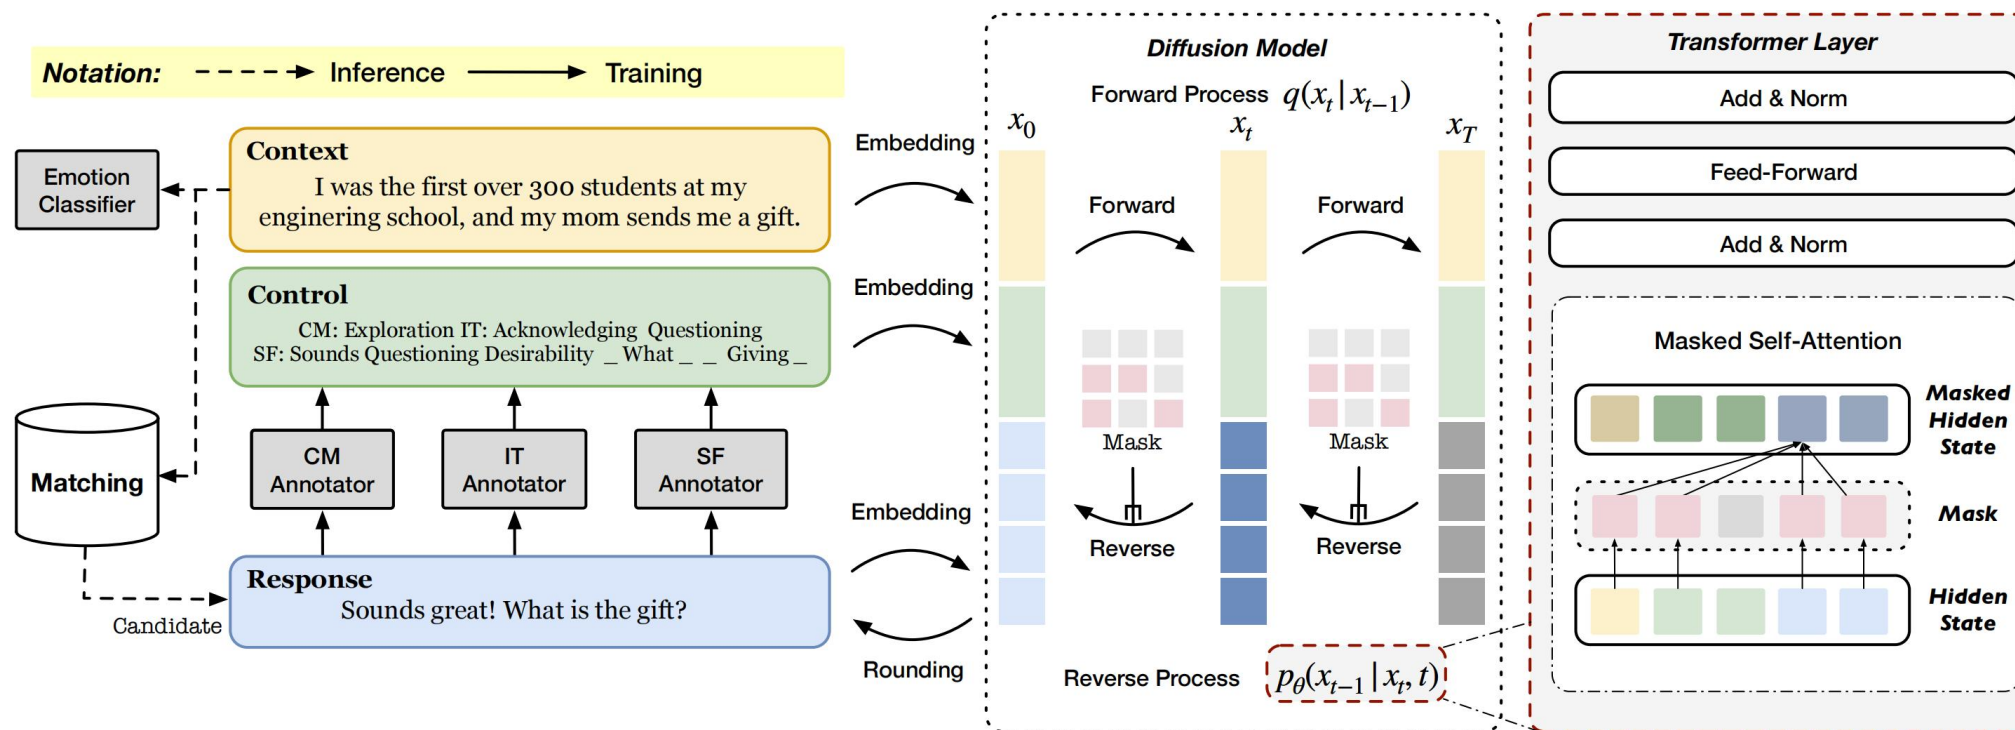 Notation: Inference Training
Emotion
Classifier
Context
I was the first over 300 students at my
enginering school, and my mom sends me a gift.
Control
CM: Exploration IT: Acknowledging Questioning
SF: Sounds Questioning Desirability _ What _ _ Giving _
Matching
CM
Annotator
IT
Annotator
SF
Annotator
Response
Sounds great! What is the gift?
Candidate
Embedding
Embedding
Embedding
Rounding
Diffusion Model
Forward Process q(x_t | x_{t-1})
x_0
x_t
x_T
Forward
Forward
Mask
Mask
Reverse
Reverse
Reverse Process p_θ(x_{t-1} | x_t, t)
Transformer Layer
Add & Norm
Feed-Forward
Add & Norm
Masked Self-Attention
Masked
Hidden
State
Mask
Hidden
State